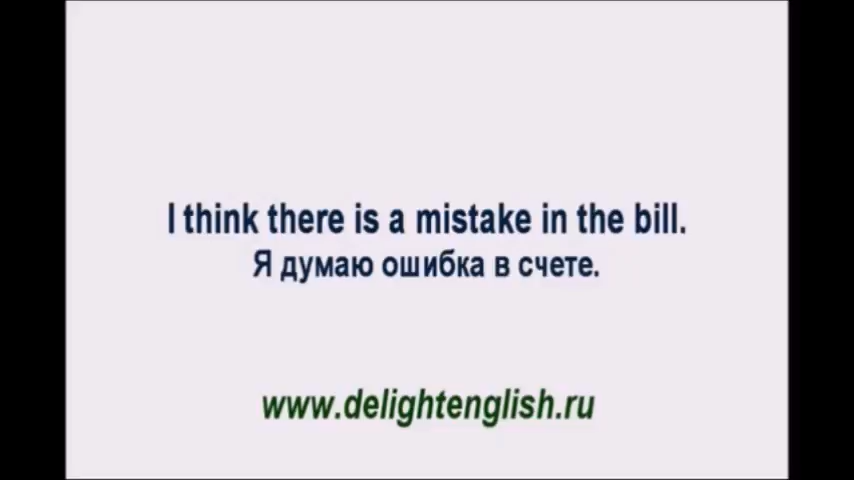 I think there is a mistake in the bill.
Я думаю ошибка в счете.
www.delightenglish.ru